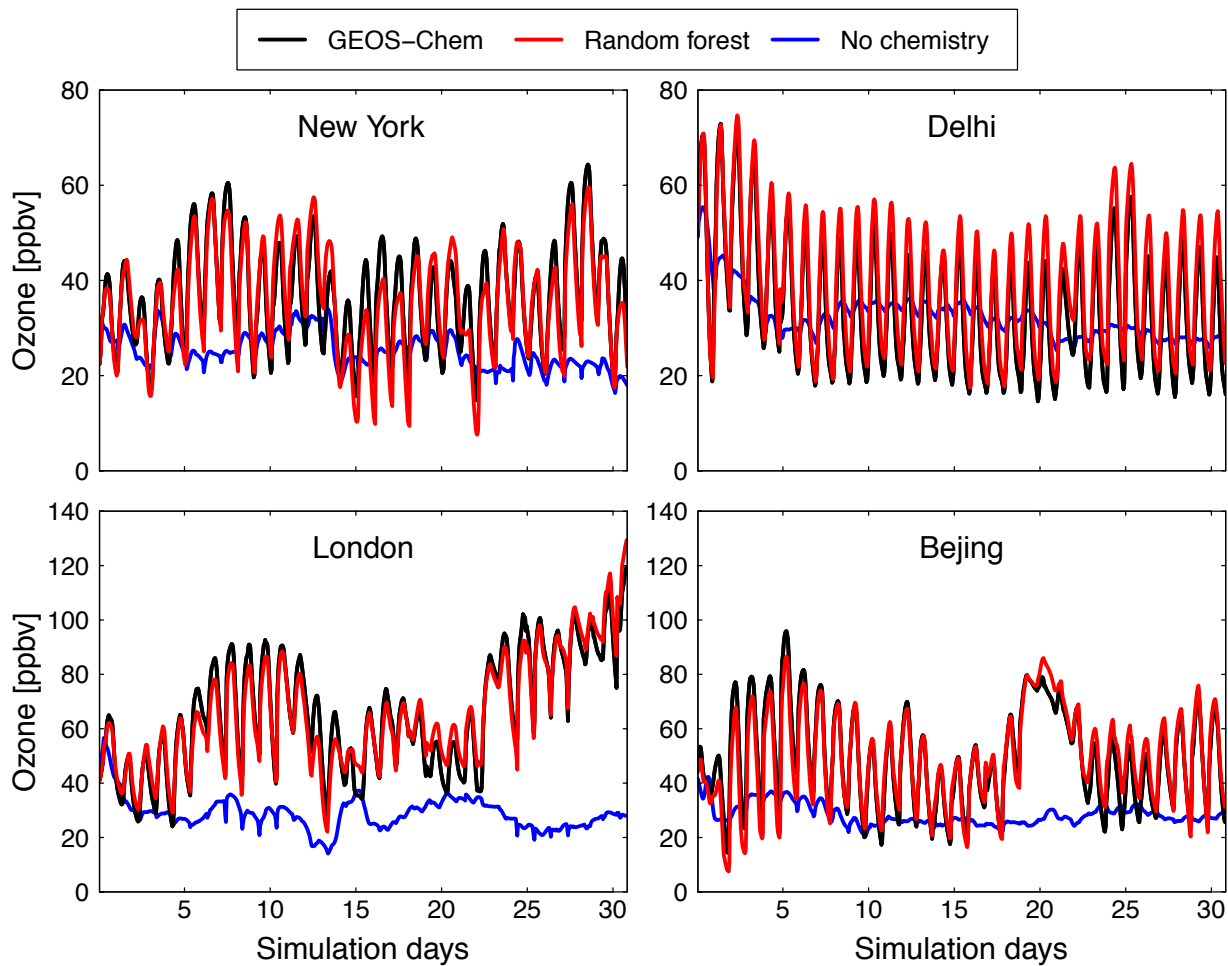 GEOS−Chem Random forest No chemistry
New York
Ozone [ppbv]
80
60
40
20
0
Delhi
80
60
40
20
0
London
Ozone [ppbv]
140
120
100
80
60
40
20
0
5 10 15 20 25 30
Simulation days
Bejing
140
120
100
80
60
40
20
0
5 10 15 20 25 30
Simulation days